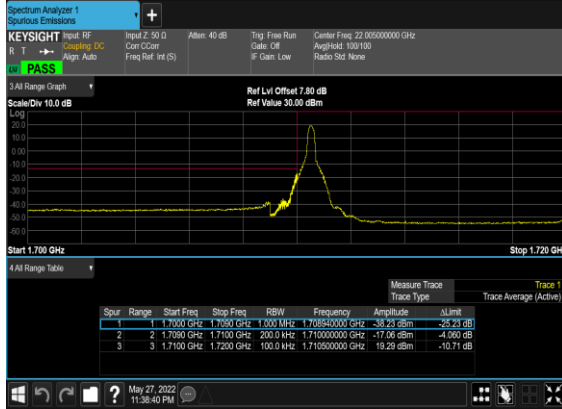 Spectrum Analyzer 1
Spurious Emissions
+
KEYSIGHT Input: RF Input Z: 50 Ω Atten: 40 dB Trig: Free Run Center Freq: 22.005000000 GHz
R T Coupling: DC Corr CCorr Gate: Off Avg|Hold: 100/100
Align: Auto Freq Ref: Int (S) IF Gain: Low Radio Std: None
PASS
3 All Range Graph
Ref Lvl Offset 7.80 dB
Scale/Div 10.0 dB Ref Value 30.00 dBm
Log
20.0
10.0
0.00
-10.0
-20.0
-30.0
-40.0
-50.0
-60.0
Start 1.700 GHz Stop 1.720 GH
4 All Range Table
Measure Trace Trace 1
Trace Type Trace Average (Active)
Spur Range Start Freq Stop Freq RBW Frequency Amplitude ΔLimit
1 1 1.7000 GHz 1.7090 GHz 1.000 MHz 1.708940000 GHz -38.23 dBm -25.23 dB
2 2 1.7090 GHz 1.7100 GHz 200.0 kHz 1.710000000 GHz -17.06 dBm -4.060 dB
3 3 1.7100 GHz 1.7200 GHz 100.0 kHz 1.710500000 GHz 19.29 dBm -10.71 dB
? May 27, 2022
11:38:40 PM